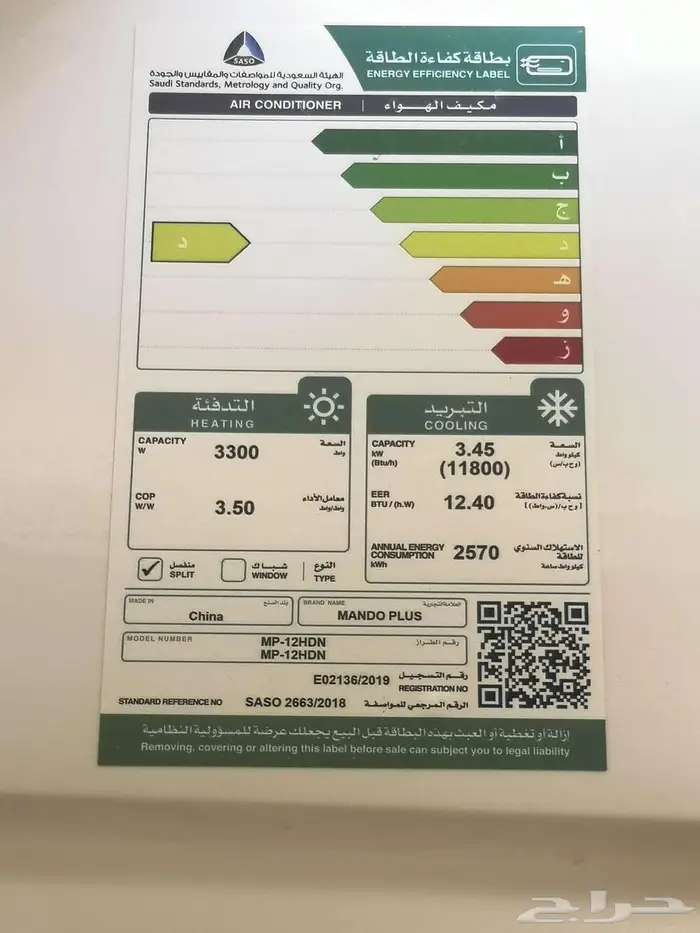 SASO
الهيئة السعودية للمواصفات والمقاييس والجودة
Saudi Standards, Metrology and Quality Org.
بطاقة كفاءة الطاقة
ENERGY EFFICIENCY LABEL
AIR CONDITIONER | مكيف الهواء
أ
ب
ج
د
د
هـ
و
ز
التدفئة
HEATING
CAPACITY
W
3300
السعة
واط
COP
W/W
3.50
معامل الأداء
واط/واط
التبريد
COOLING
CAPACITY
kW
(Btu/h)
3.45
(11800)
السعة
كيلو واط
(و ح ب/س)
EER
BTU / (h.W)
12.40
نسبة كفاءة الطاقة
[و ح ب/(س.واط)]
ANNUAL ENERGY
CONSUMPTION
kWh
2570
الاستهلاك السنوي
للطاقة
كيلو واط ساعة
منفصل
SPLIT
شباك
WINDOW
النوع
TYPE
MADE IN
بلد الصنع
China
BRAND NAME
العلامة التجارية
MANDO PLUS
MODEL NUMBER
رقم الطراز
MP-12HDN
MP-12HDN
E02136/2019
رقم التسجيل
REGISTRATION NO
STANDARD REFERENCE NO
SASO 2663/2018
الرقم المرجعي للمواصفة
إزالة أو تغطية أو العبث بهذه البطاقة قبل البيع يجعلك عرضة للمسؤولية النظامية
Removing, covering or altering this label before sale can subject you to legal liability
حراج